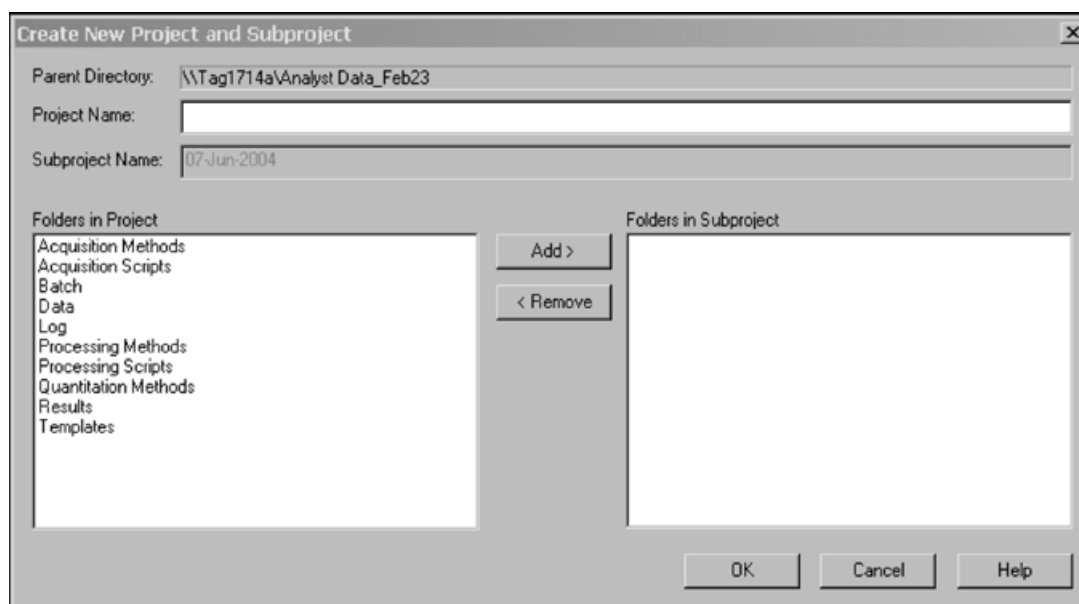 Create New Project and Subproject
Parent Directory: \\Tag1714a\Analyst Data_Feb23
Project Name:
Subproject Name: 07-Jun-2004
Folders in Project
Acquisition Methods
Acquisition Scripts
Batch
Data
Log
Processing Methods
Processing Scripts
Quantitation Methods
Results
Templates
Add >
< Remove
Folders in Subproject
OK Cancel Help